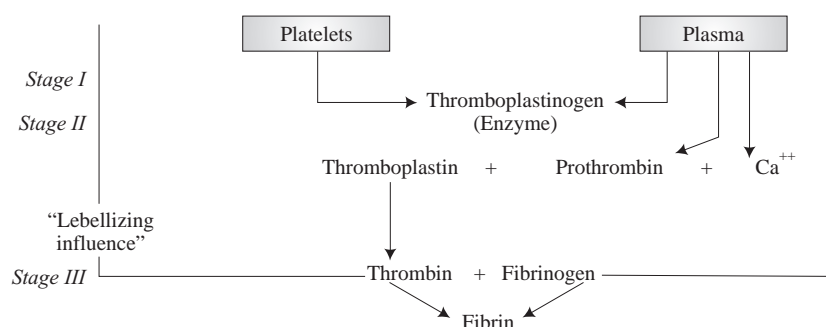 Platelets
Plasma
Stage I
Thromboplastinogen
(Enzyme)
Stage II
Thromboplastin + Prothrombin + Ca++
“Lebellizing
influence”
Stage III
Thrombin + Fibrinogen
Fibrin